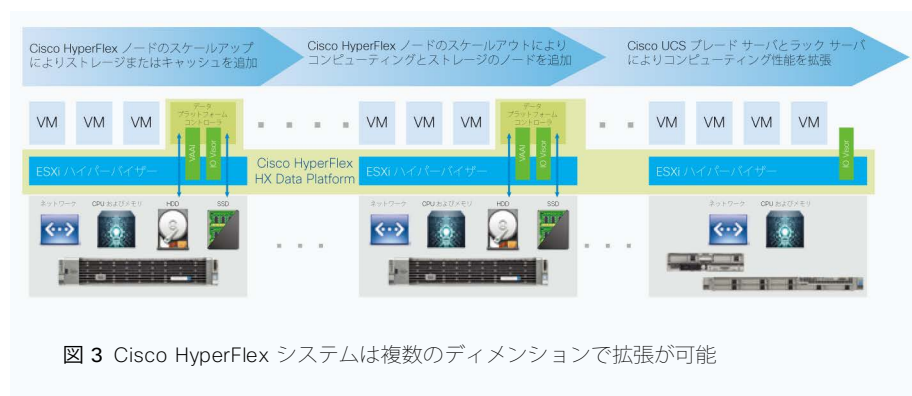 Cisco HyperFlex ノードのスケールアップ
によりストレージまたはキャッシュを追加
Cisco HyperFlex ノードのスケールアウトにより
コンピューティングとストレージのノードを追加
Cisco UCS ブレード サーバとラック サーバ
によりコンピューティング性能を拡張
VM
VM
VM
データ
プラットフォーム
コントローラ
VAAI
IO Visor
ESXi ハイパーバイザー
Cisco HyperFlex
HX Data Platform
VM
VM
VM
データ
プラットフォーム
コントローラ
VAAI
IO Visor
ESXi ハイパーバイザー
VM
VM
VM
VM
IO Visor
ESXi ハイパーバイザー
ネットワーク
CPU およびメモリ
HDD
SSD
ネットワーク
CPU およびメモリ
HDD
SSD
ネットワーク
CPU およびメモリ
図 3 Cisco HyperFlex システムは複数のディメンションで拡張が可能